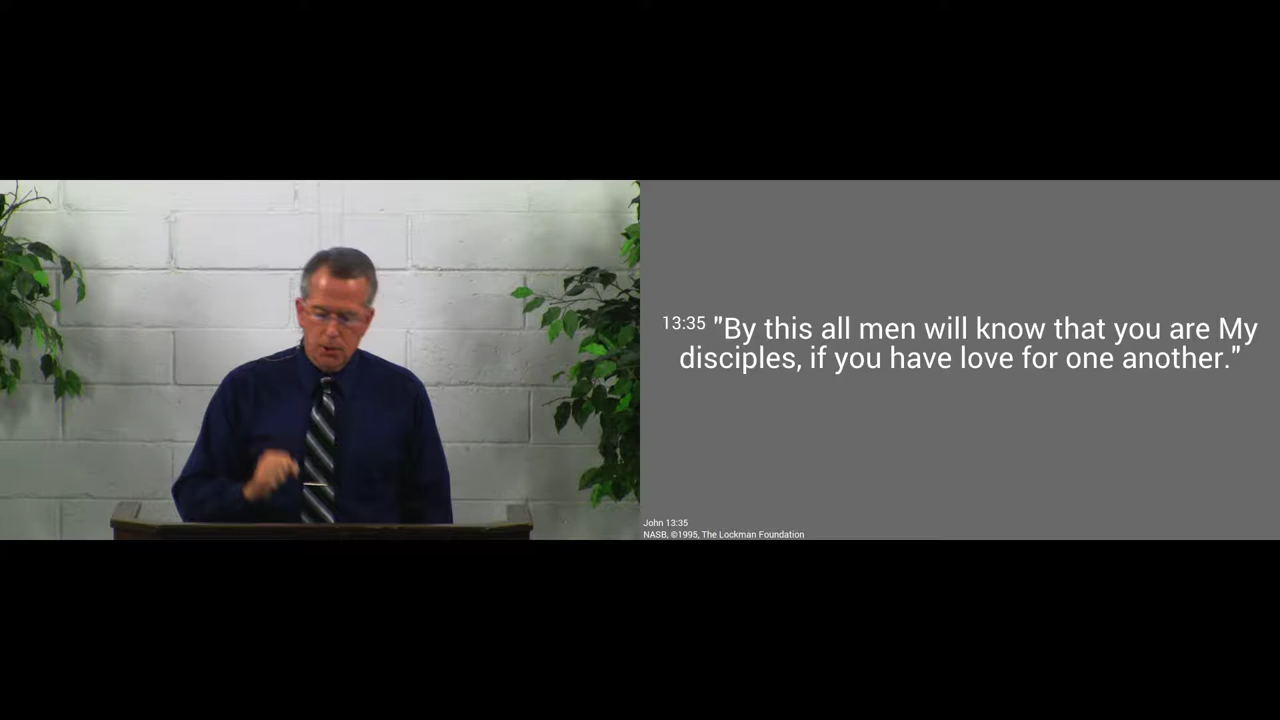 13:35 "By this all men will know that you are My
disciples, if you have love for one another."
John 13:35
NASB, ©1995, The Lockman Foundation